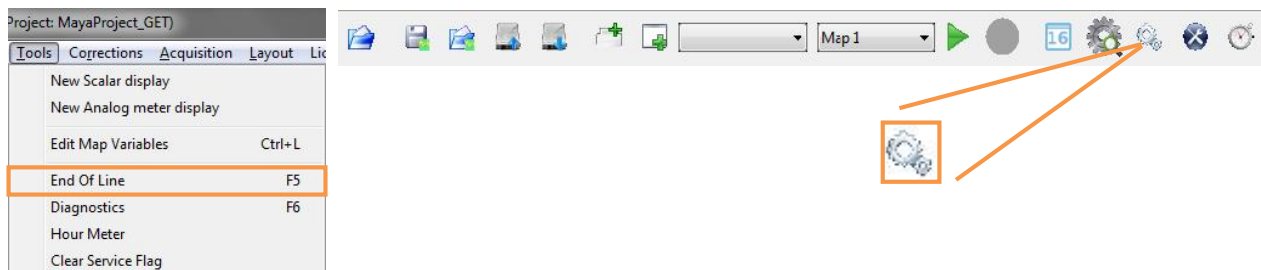 Project: MayaProject_GET)
Tools Corrections Acquisition Layout Lic
New Scalar display
New Analog meter display
Edit Map Variables Ctrl+L
End Of Line F5
Diagnostics F6
Hour Meter
Clear Service Flag
Map 1 16